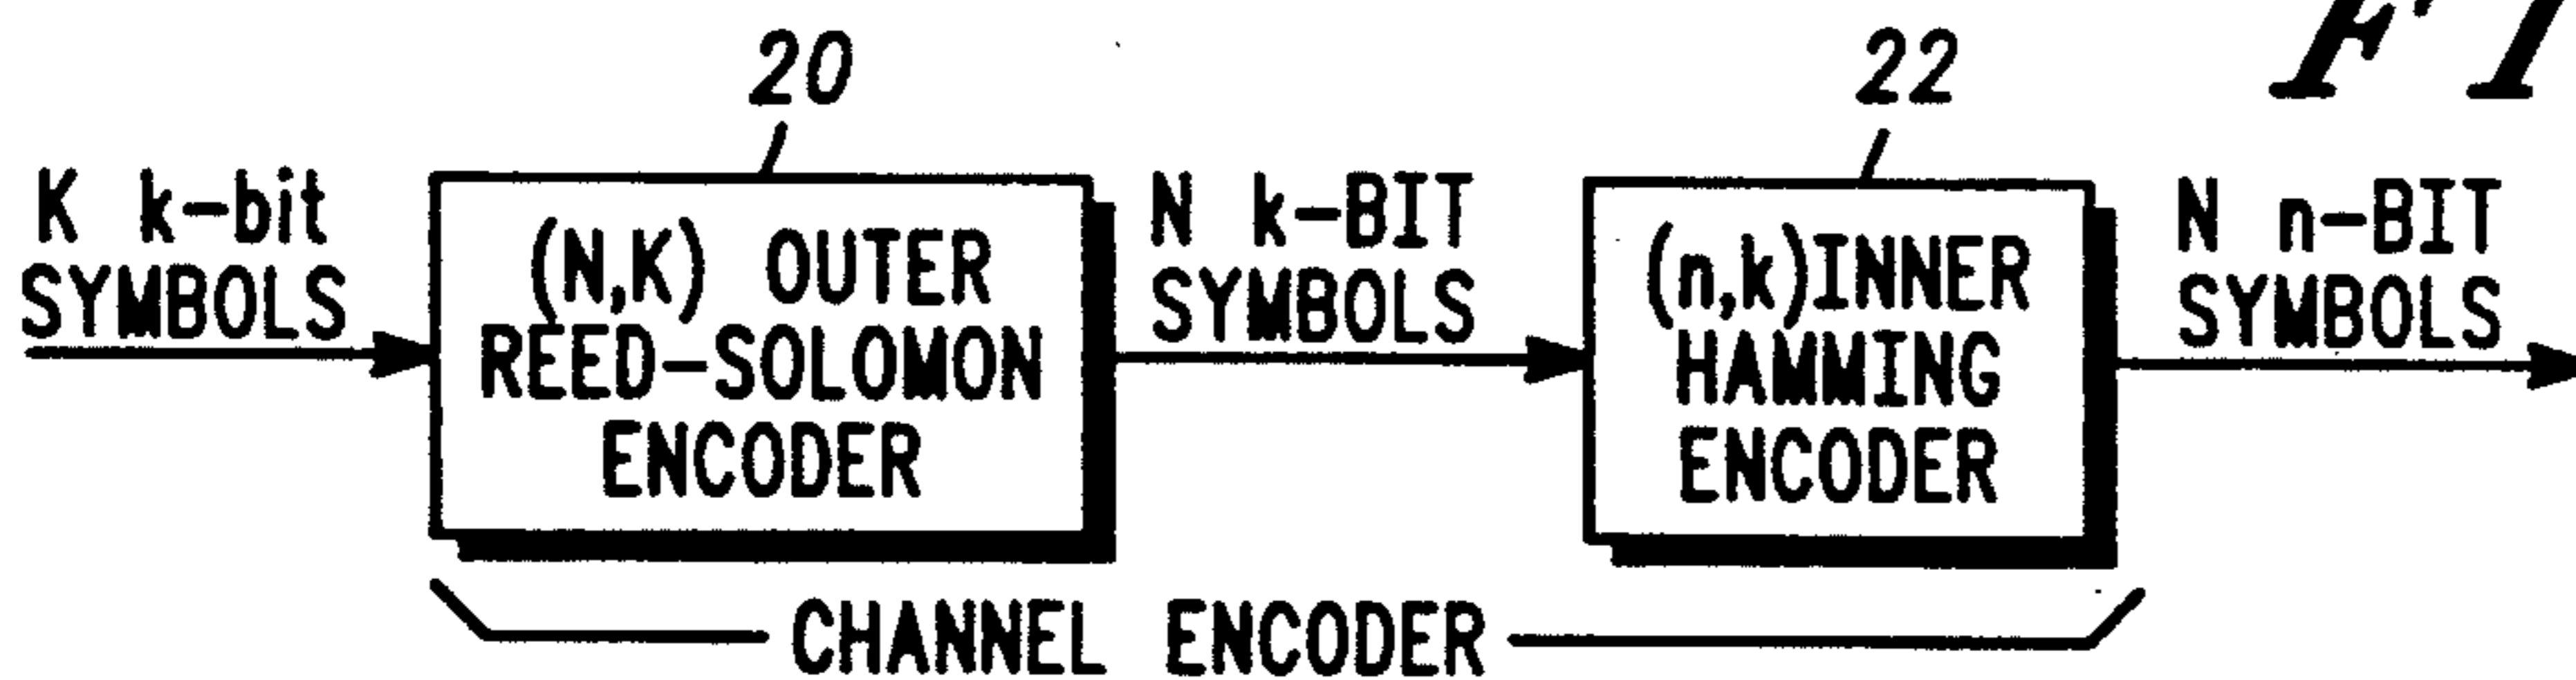 20
22
K k-bit
SYMBOLS
(N,K) OUTER
REED-SOLOMON
ENCODER
N k-BIT
SYMBOLS
(n,k)INNER
HAMMING
ENCODER
N n-BIT
SYMBOLS
CHANNEL ENCODER